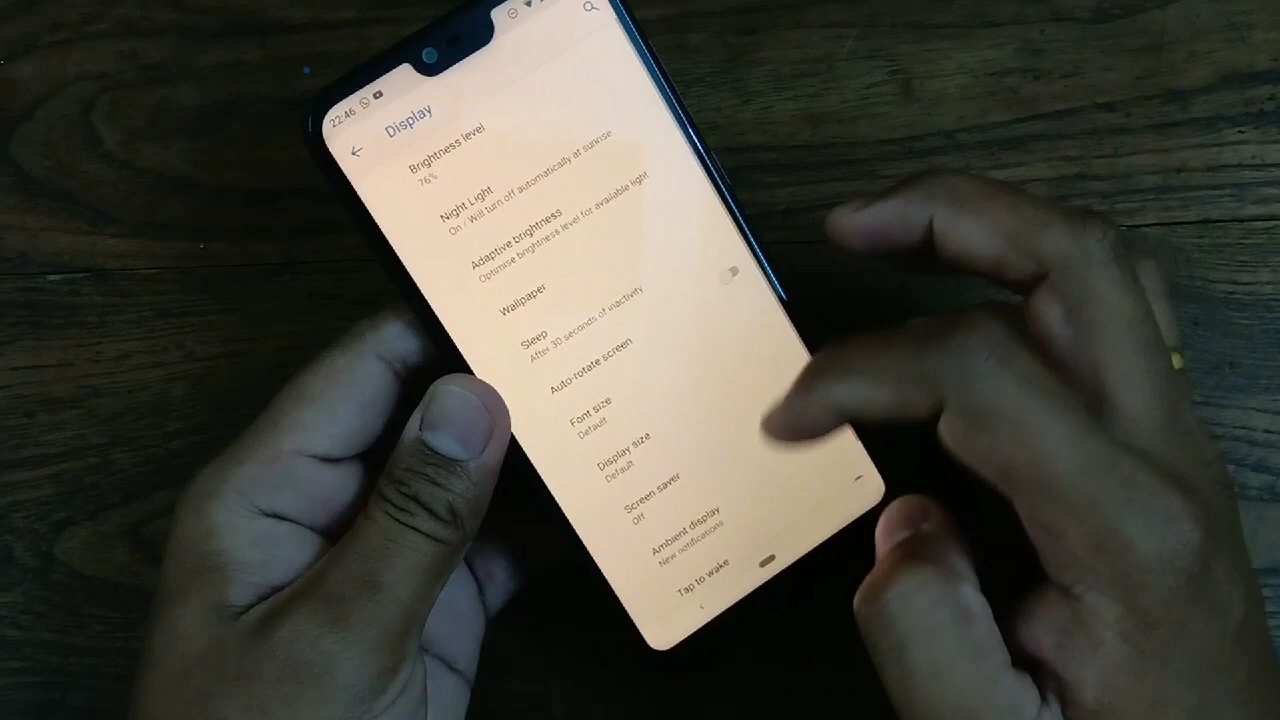 22:46
Display
Brightness level
76%
Night Light
On / Will turn off automatically at sunrise
Adaptive brightness
Optimise brightness level for available light
Wallpaper
Sleep
After 30 seconds of inactivity
Auto-rotate screen
Font size
Default
Display size
Default
Screen saver
Off
Ambient display
New notifications
Tap to wake